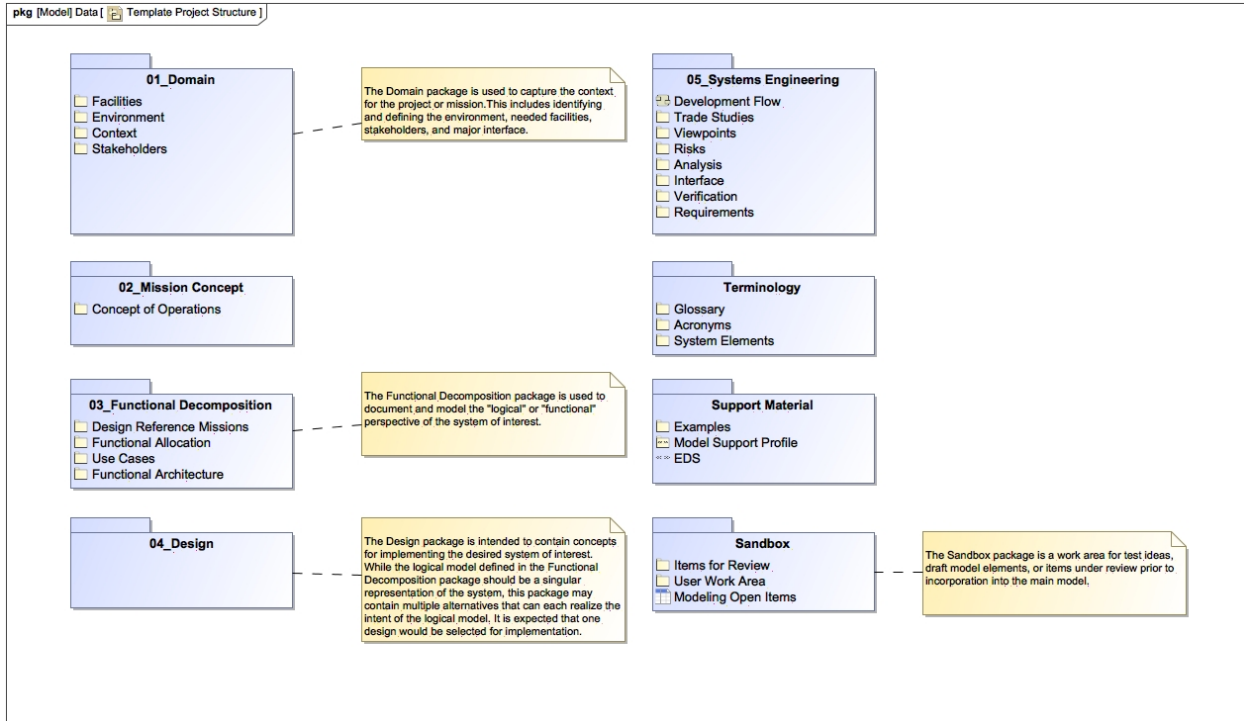 pkg [Model] Data [ Template Project Structure ]
01_Domain
Facilities
Environment
Context
Stakeholders
The Domain package is used to capture the context
for the project or mission.This includes identifying
and defining the environment, needed facilities,
stakeholders, and major interface.
05_Systems Engineering
Development Flow
Trade Studies
Viewpoints
Risks
Analysis
Interface
Verification
Requirements
02_Mission Concept
Concept of Operations
Terminology
Glossary
Acronyms
System Elements
03_Functional Decomposition
Design Reference Missions
Functional Allocation
Use Cases
Functional Architecture
The Functional Decomposition package is used to
document and model the "logical" or "functional"
perspective of the system of interest.
Support Material
Examples
Model Support Profile
«» EDS
04_Design
The Design package is intended to contain concepts
for implementing the desired system of interest.
While the logical model defined in the Functional
Decomposition package should be a singular
representation of the system, this package may
contain multiple alternatives that can each realize the
intent of the logical model. It is expected that one
design would be selected for implementation.
Sandbox
Items for Review
User Work Area
Modeling Open Items
The Sandbox package is a work area for test ideas,
draft model elements, or items under review prior to
incorporation into the main model.